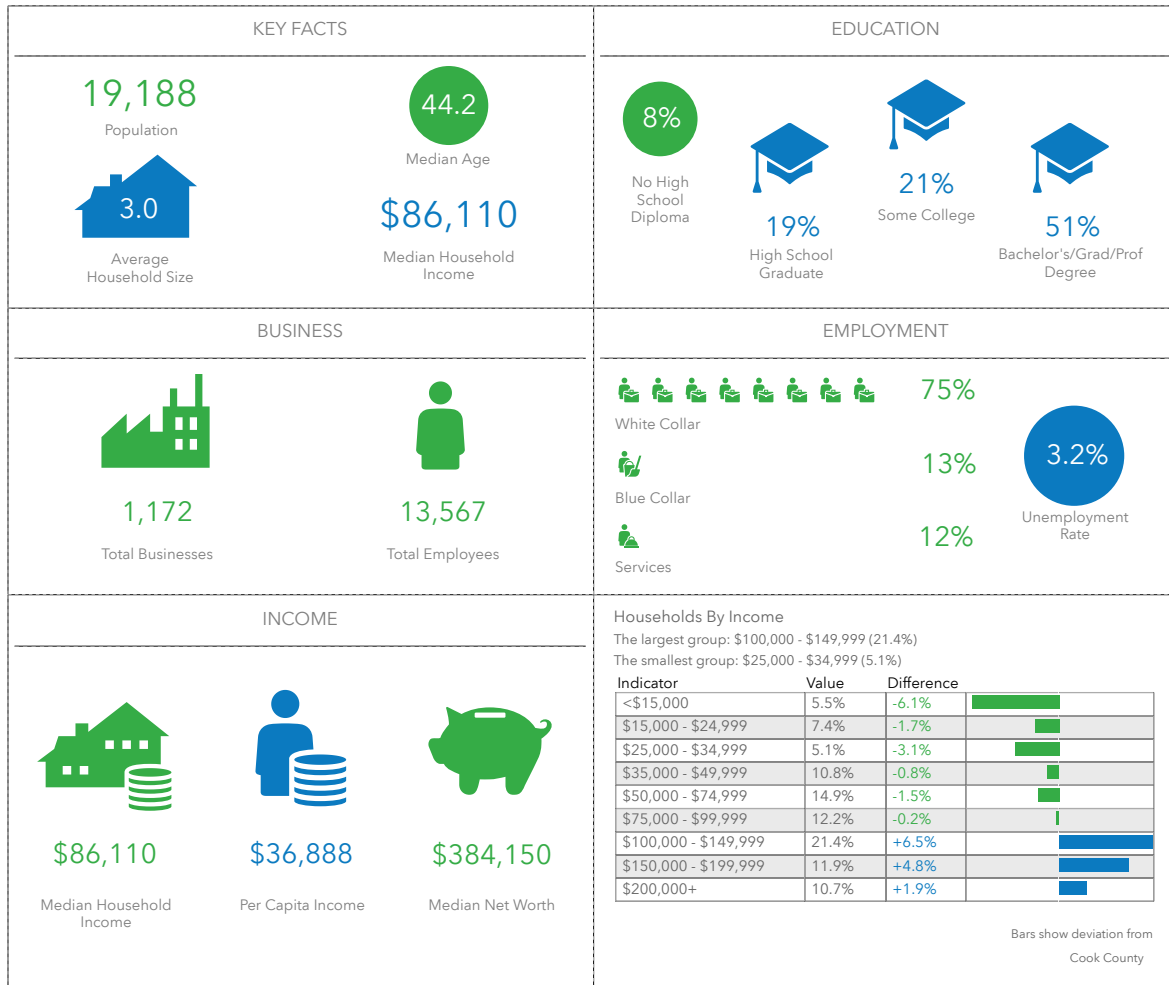 KEY FACTS
19,188
Population
44.2
Median Age
3.0
Average
Household Size
$86,110
Median Household
Income
EDUCATION
8%
No High
School
Diploma
19%
High School
Graduate
21%
Some College
51%
Bachelor's/Grad/Prof
Degree
BUSINESS
1,172
Total Businesses
13,567
Total Employees
EMPLOYMENT
75%
White Collar
13%
Blue Collar
12%
Services
3.2%
Unemployment
Rate
INCOME
$86,110
Median Household
Income
$36,888
Per Capita Income
$384,150
Median Net Worth
Households By Income
The largest group: $100,000 - $149,999 (21.4%)
The smallest group: $25,000 - $34,999 (5.1%)
Indicator Value Difference
<$15,000 5.5% -6.1%
$15,000 - $24,999 7.4% -1.7%
$25,000 - $34,999 5.1% -3.1%
$35,000 - $49,999 10.8% -0.8%
$50,000 - $74,999 14.9% -1.5%
$75,000 - $99,999 12.2% -0.2%
$100,000 - $149,999 21.4% +6.5%
$150,000 - $199,999 11.9% +4.8%
$200,000+ 10.7% +1.9%
Bars show deviation from
Cook County